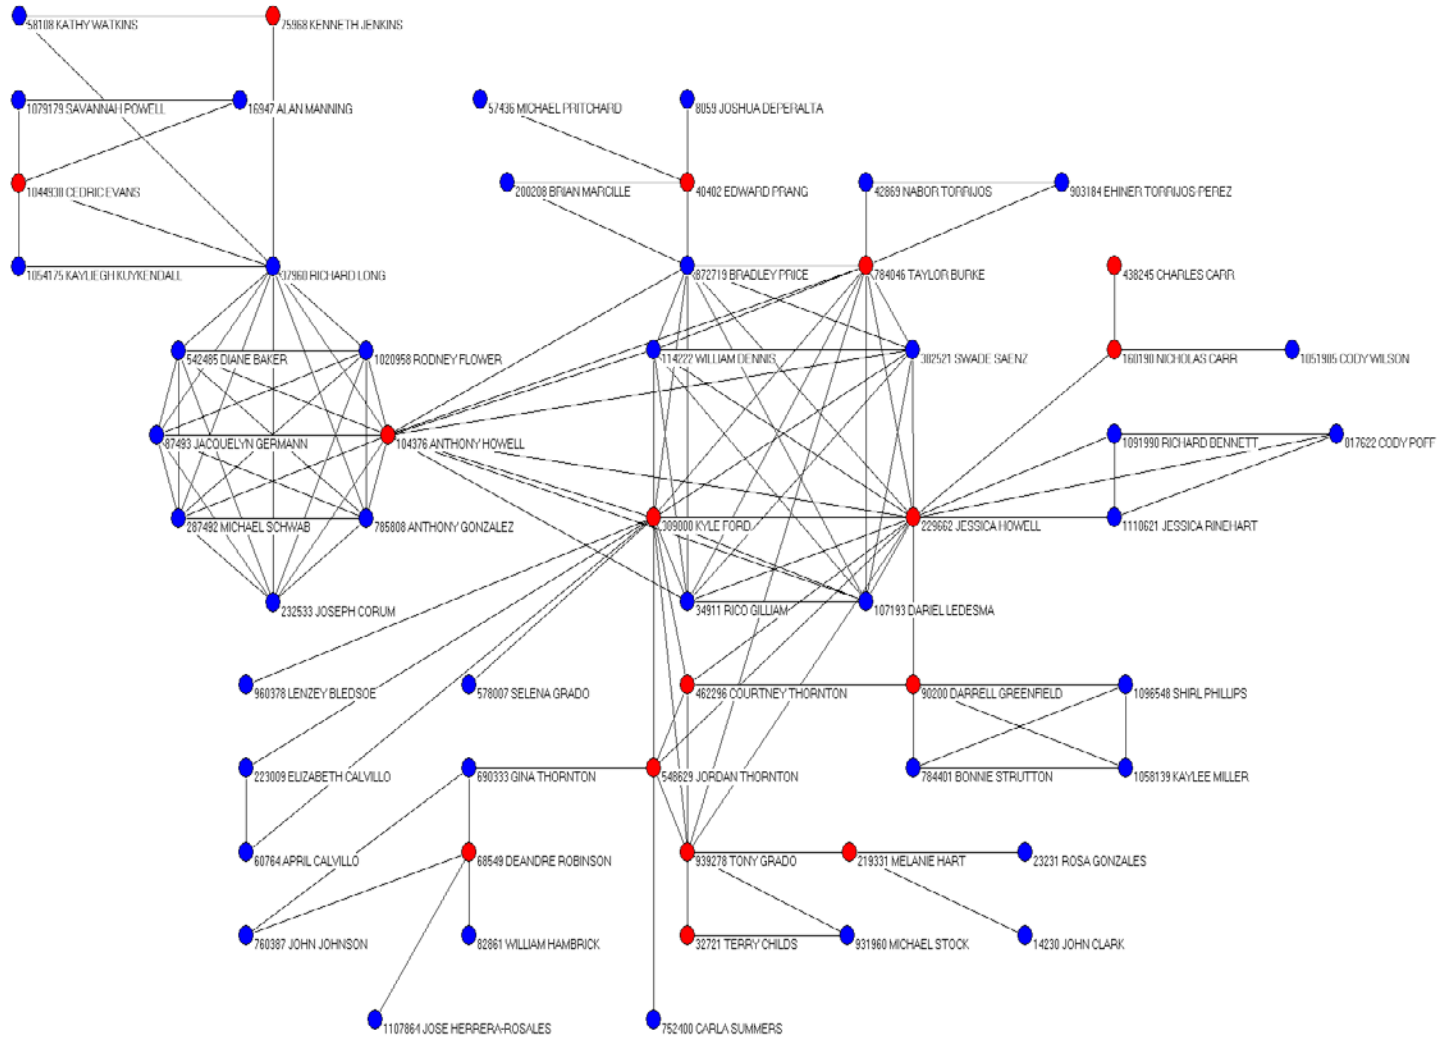 58108 KATHY WATKINS
75968 KENNETH JENKINS
1079179 SAVANNAH POWELL
16947 ALAN MANNING
57436 MICHAEL PRITCHARD
8059 JOSHUA DEPERALTA
1044930 CEDRIC EVANS
200208 BRIAN MARCILLE
40402 EDWARD PRANG
42869 NABOR TORRIJOS
903184 EHINER TORRIJOS-PEREZ
1054175 KAYLIEGH KUYKENDALL
37960 RICHARD LONG
872719 BRADLEY PRICE
784046 TAYLOR BURKE
438245 CHARLES CARR
542485 DIANE BAKER
1020958 RODNEY FLOWER
114222 WILLIAM DENNIS
382521 SWADE SAENZ
160190 NICHOLAS CARR
1051985 CODY WILSON
87493 JACQUELYN GERMANN
104376 ANTHONY HOWELL
1091990 RICHARD BENNETT
817622 CODY POFF
287492 MICHAEL SCHWAB
785808 ANTHONY GONZALEZ
309000 KYLE FORD
229662 JESSICA HOWELL
1110621 JESSICA RINEHART
232533 JOSEPH CORUM
34911 RICO GILLIAM
107193 DARIEL LEDESMA
960378 LENZEY BLEDSOE
578007 SELENA GRADO
462296 COURTNEY THORNTON
90200 DARRELL GREENFIELD
1096548 SHIRL PHILLIPS
223009 ELIZABETH CALVILLO
690333 GINA THORNTON
548629 JORDAN THORNTON
784401 BONNIE STRUTTON
1058139 KAYLEE MILLER
60764 APRIL CALVILLO
68549 DEANDRE ROBINSON
939278 TONY GRADO
219331 MELANIE HART
23231 ROSA GONZALES
760387 JOHN JOHNSON
82861 WILLIAM HAMBRICK
32721 TERRY CHILDS
931960 MICHAEL STOCK
14230 JOHN CLARK
1107864 JOSE HERRERA-ROSALES
752400 CARLA SUMMERS